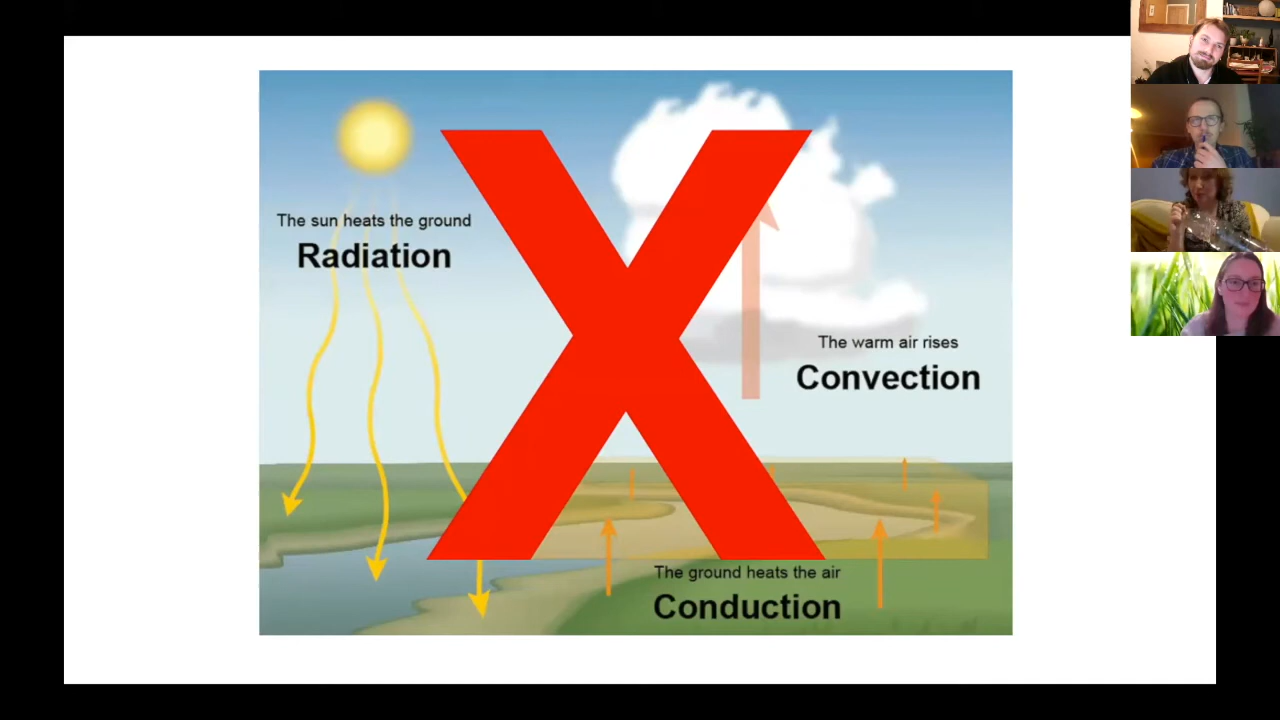 The sun heats the ground
Radiation
The warm air rises
Convection
The ground heats the air
Conduction